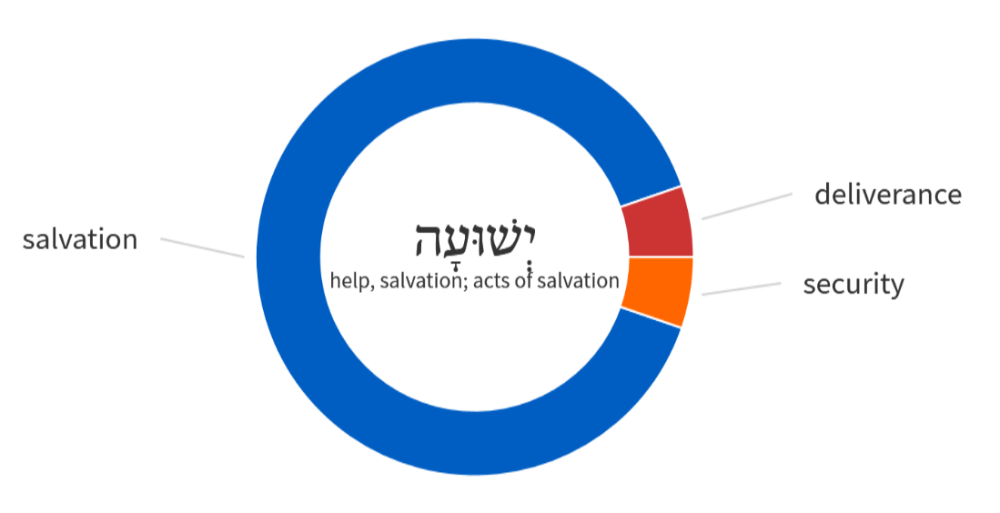 deliverance
salvation
יְשׁוּעָה
help, salvation; acts of salvation
security